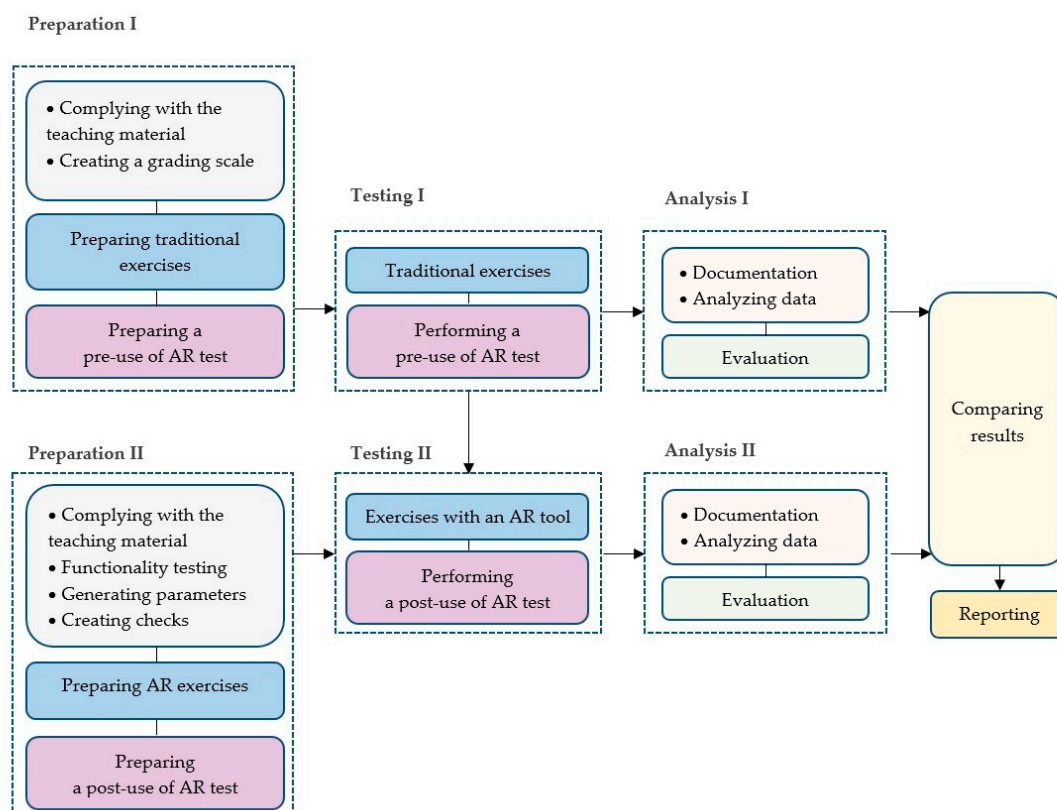 Preparation I
• Complying with the
teaching material
• Creating a grading scale
Preparing traditional
exercises
Preparing a
pre-use of AR test
Testing I
Traditional exercises
Performing a
pre-use of AR test
Analysis I
• Documentation
• Analyzing data
Evaluation
Preparation II
• Complying with the
teaching material
• Functionality testing
• Generating parameters
• Creating checks
Preparing AR exercises
Preparing
a post-use of AR test
Testing II
Exercises with an AR tool
Performing
a post-use of AR test
Analysis II
• Documentation
• Analyzing data
Evaluation
Comparing
results
Reporting